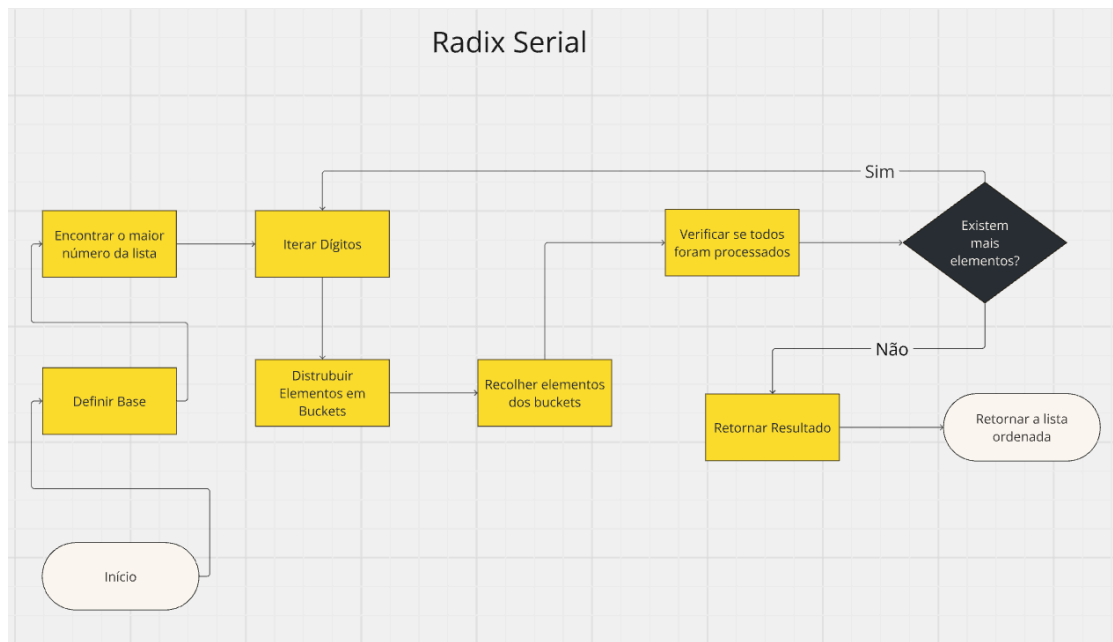 Radix Serial
Sim
Encontrar o maior
número da lista
Iterar Dígitos
Verificar se todos
foram processados
Existem
mais
elementos?
Não
Definir Base
Distrubuir
Elementos em
Buckets
Recolher elementos
dos buckets
Retornar Resultado
Retornar a lista
ordenada
Início